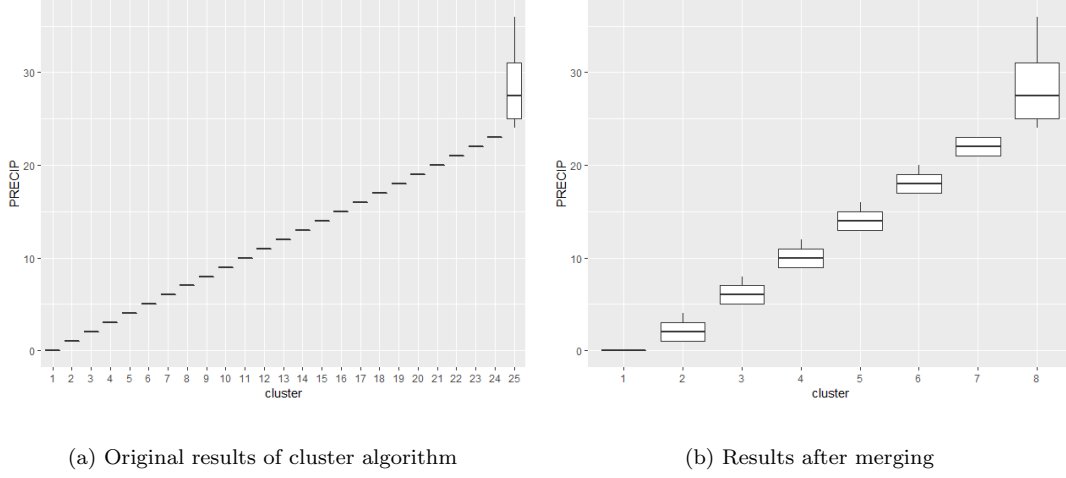 PRECIP
30
20
10
0
1 2 3 4 5 6 7 8 9 10 11 12 13 14 15 16 17 18 19 20 21 22 23 24 25
cluster
(a) Original results of cluster algorithm
PRECIP
30
20
10
0
1 2 3 4 5 6 7 8
cluster
(b) Results after merging